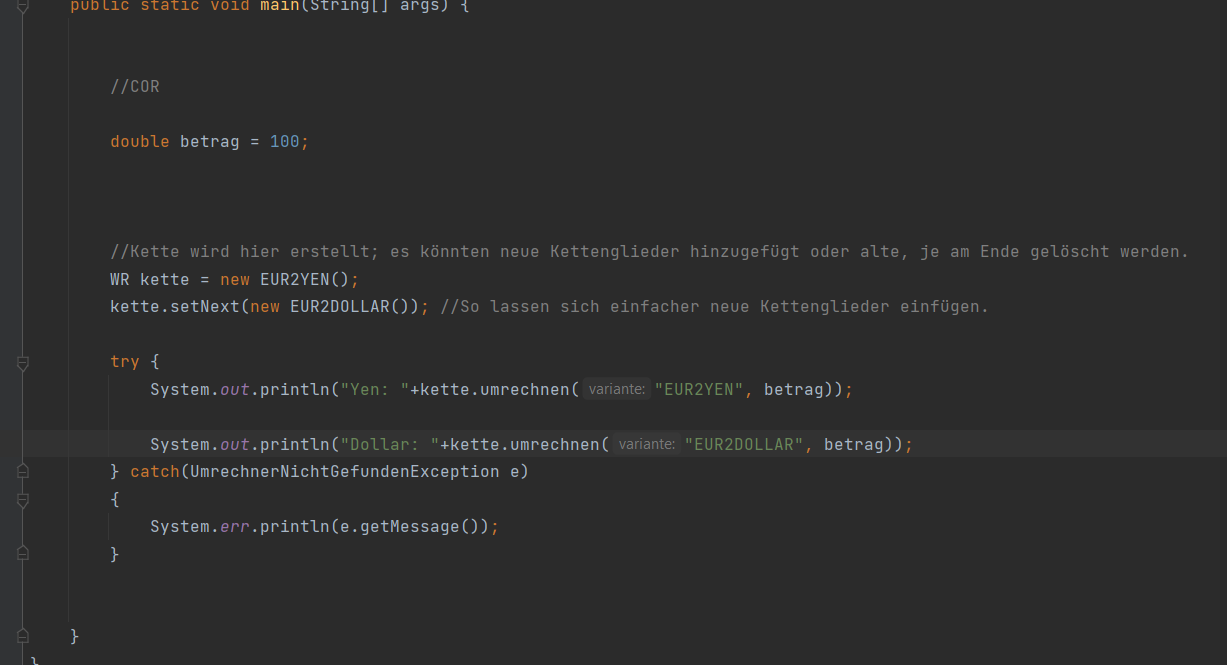 public static void main(String[] args) {
//COR
double betrag = 100;
//Kette wird hier erstellt; es könnten neue Kettenglieder hinzugefügt oder alte, je am Ende gelöscht werden.
WR kette = new EUR2YEN();
kette.setNext(new EUR2DOLLAR()); //So lassen sich einfacher neue Kettenglieder einfügen.
try {
System.out.println("Yen: "+kette.umrechnen( variante: "EUR2YEN", betrag));
System.out.println("Dollar: "+kette.umrechnen( variante: "EUR2DOLLAR", betrag));
} catch(UmrechnerNichtGefundenException e)
{
System.err.println(e.getMessage());
}
}
}